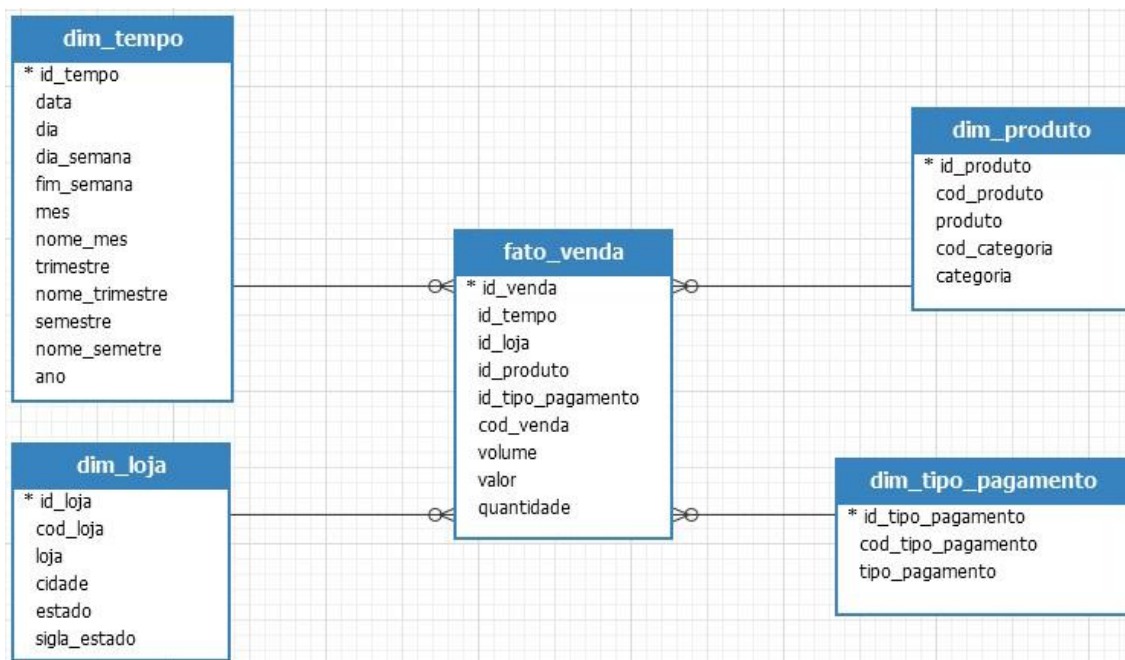 dim_tempo
* id_tempo
data
dia
dia_semana
fim_semana
mes
nome_mes
trimestre
nome_trimestre
semestre
nome_semetre
ano
dim_loja
* id_loja
cod_loja
loja
cidade
estado
sigla_estado
fato_venda
* id_venda
id_tempo
id_loja
id_produto
id_tipo_pagamento
cod_venda
volume
valor
quantidade
dim_produto
* id_produto
cod_produto
produto
cod_categoria
categoria
dim_tipo_pagamento
* id_tipo_pagamento
cod_tipo_pagamento
tipo_pagamento